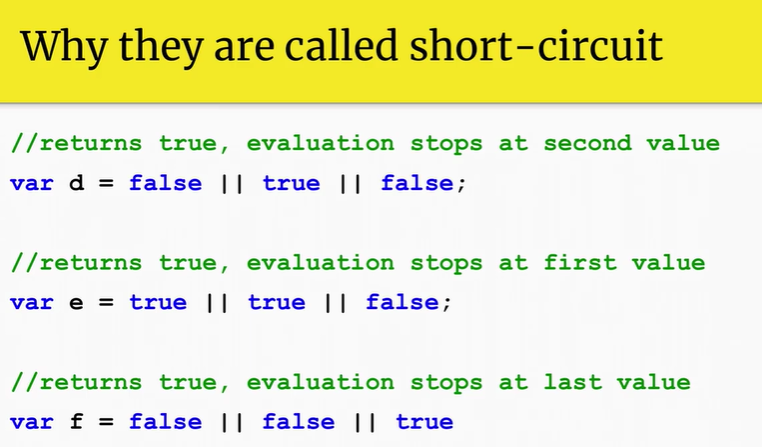 Why they are called short-circuit
//returns true, evaluation stops at second value
var d = false || true || false;
//returns true, evaluation stops at first value
var e = true || true || false;
//returns true, evaluation stops at last value
var f = false || false || true